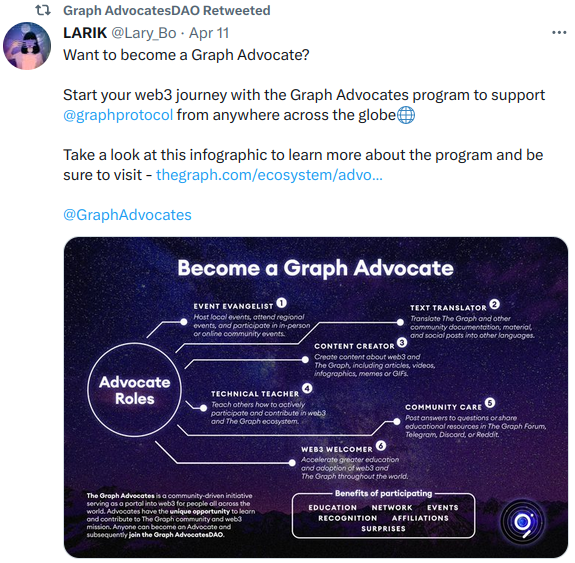 Graph AdvocatesDAO Retweeted
LARIK @Lary_Bo · Apr 11
Want to become a Graph Advocate?
Start your web3 journey with the Graph Advocates program to support
@graphprotocol from anywhere across the globe🌐
Take a look at this infographic to learn more about the program and be
sure to visit - thegraph.com/ecosystem/advo...
@GraphAdvocates
Become a Graph Advocate
Advocate
Roles
EVENT EVANGELIST 1
Host local events, attend regional
events, and participate in in-person
or online community events.
TEXT TRANSLATOR 2
Translate The Graph and other
community documentation, material,
and social posts into other languages.
CONTENT CREATOR 3
Create content about web3 and
The Graph, including articles, videos,
infographics, memes or GIFs.
TECHNICAL TEACHER 4
Teach others how to actively
participate and contribute in web3
and The Graph ecosystem.
COMMUNITY CARE 5
Post answers to questions or share
educational resources in The Graph Forum,
Telegram, Discord, or Reddit.
WEB3 WELCOMER 6
Accelerate greater education
and adoption of web3 and
The Graph throughout the world.
The Graph Advocates is a community-driven initiative
serving as a portal into web3 for people all across the
world. Advocates have the unique opportunity to learn
and contribute to The Graph community and web3
mission. Anyone can become an Advocate and
subsequently join the Graph AdvocatesDAO.
Benefits of participating
EDUCATION NETWORK EVENTS
RECOGNITION AFFILIATIONS
SURPRISES